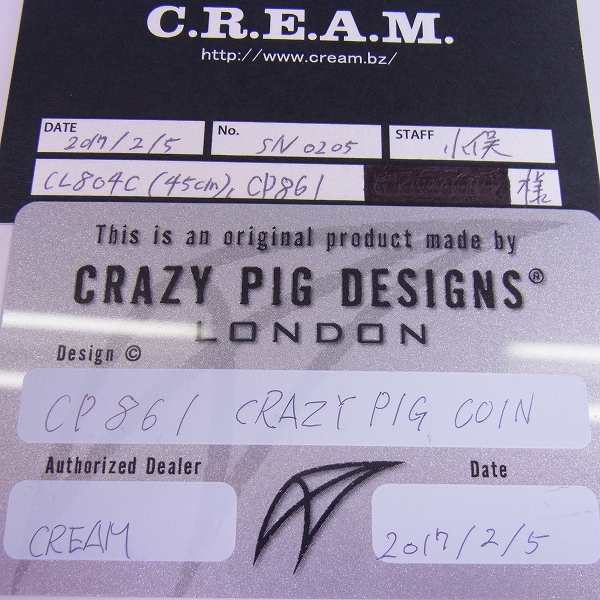 C.R.E.A.M.
http://www.cream.bz/
DATE 2017/2/5 No. SN0205 STAFF 小俣
CL804C (45cm), CP861 様
This is an original product made by
CRAZY PIG DESIGNS®
LONDON
Design ©
CP861 CRAZY PIG COIN
Authorized Dealer Date
CREAM 2017/2/5